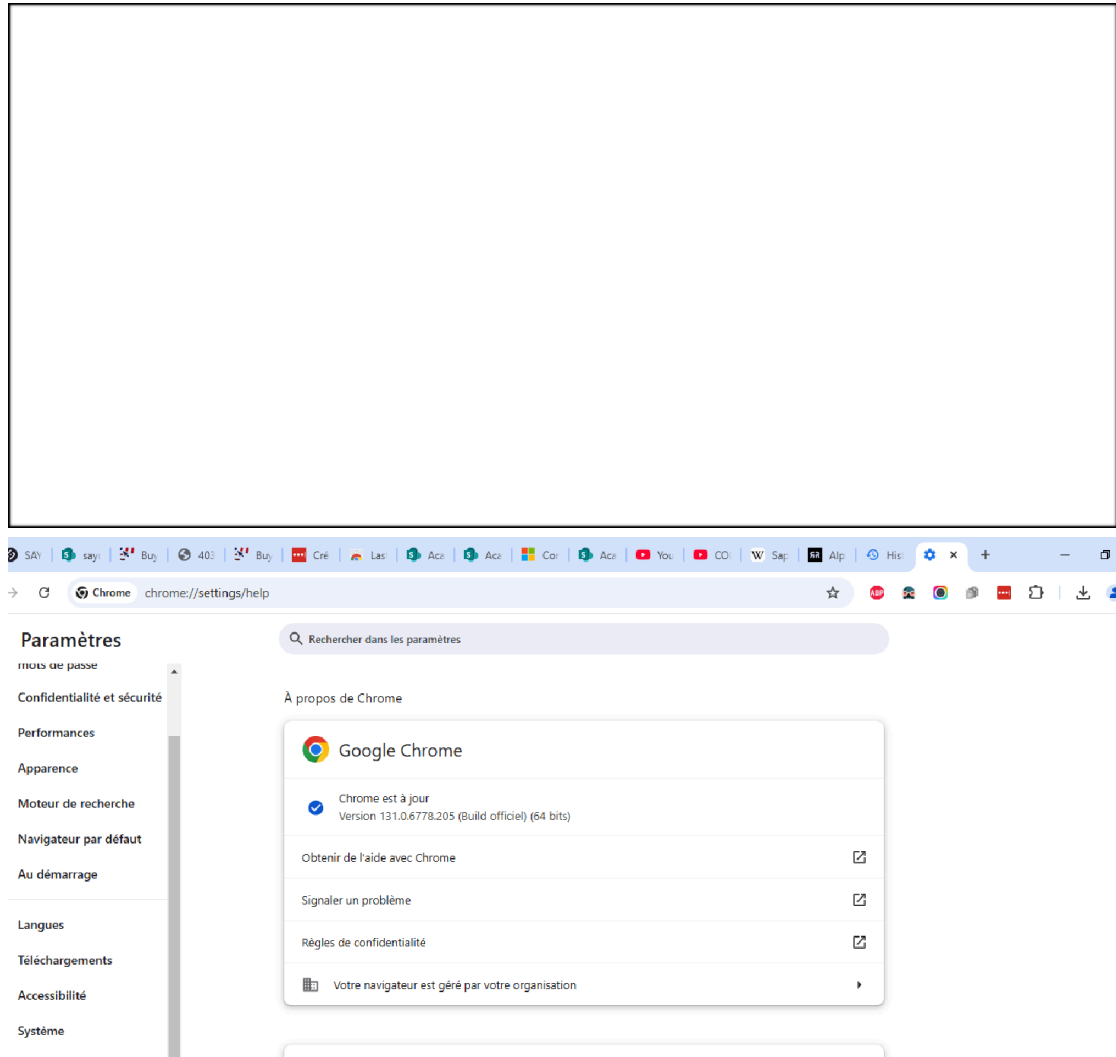 SAY say Buy 403 Buy Cré Las Aca Aca Cor Aca You CO Sap Alp His
Chrome chrome://settings/help ABP
Paramètres
Rechercher dans les paramètres
mots de passe
Confidentialité et sécurité
À propos de Chrome
Performances
Google Chrome
Apparence
Moteur de recherche
Chrome est à jour
Version 131.0.6778.205 (Build officiel) (64 bits)
Navigateur par défaut
Obtenir de l'aide avec Chrome
Au démarrage
Signaler un problème
Langues
Règles de confidentialité
Téléchargements
Votre navigateur est géré par votre organisation
Accessibilité
Système